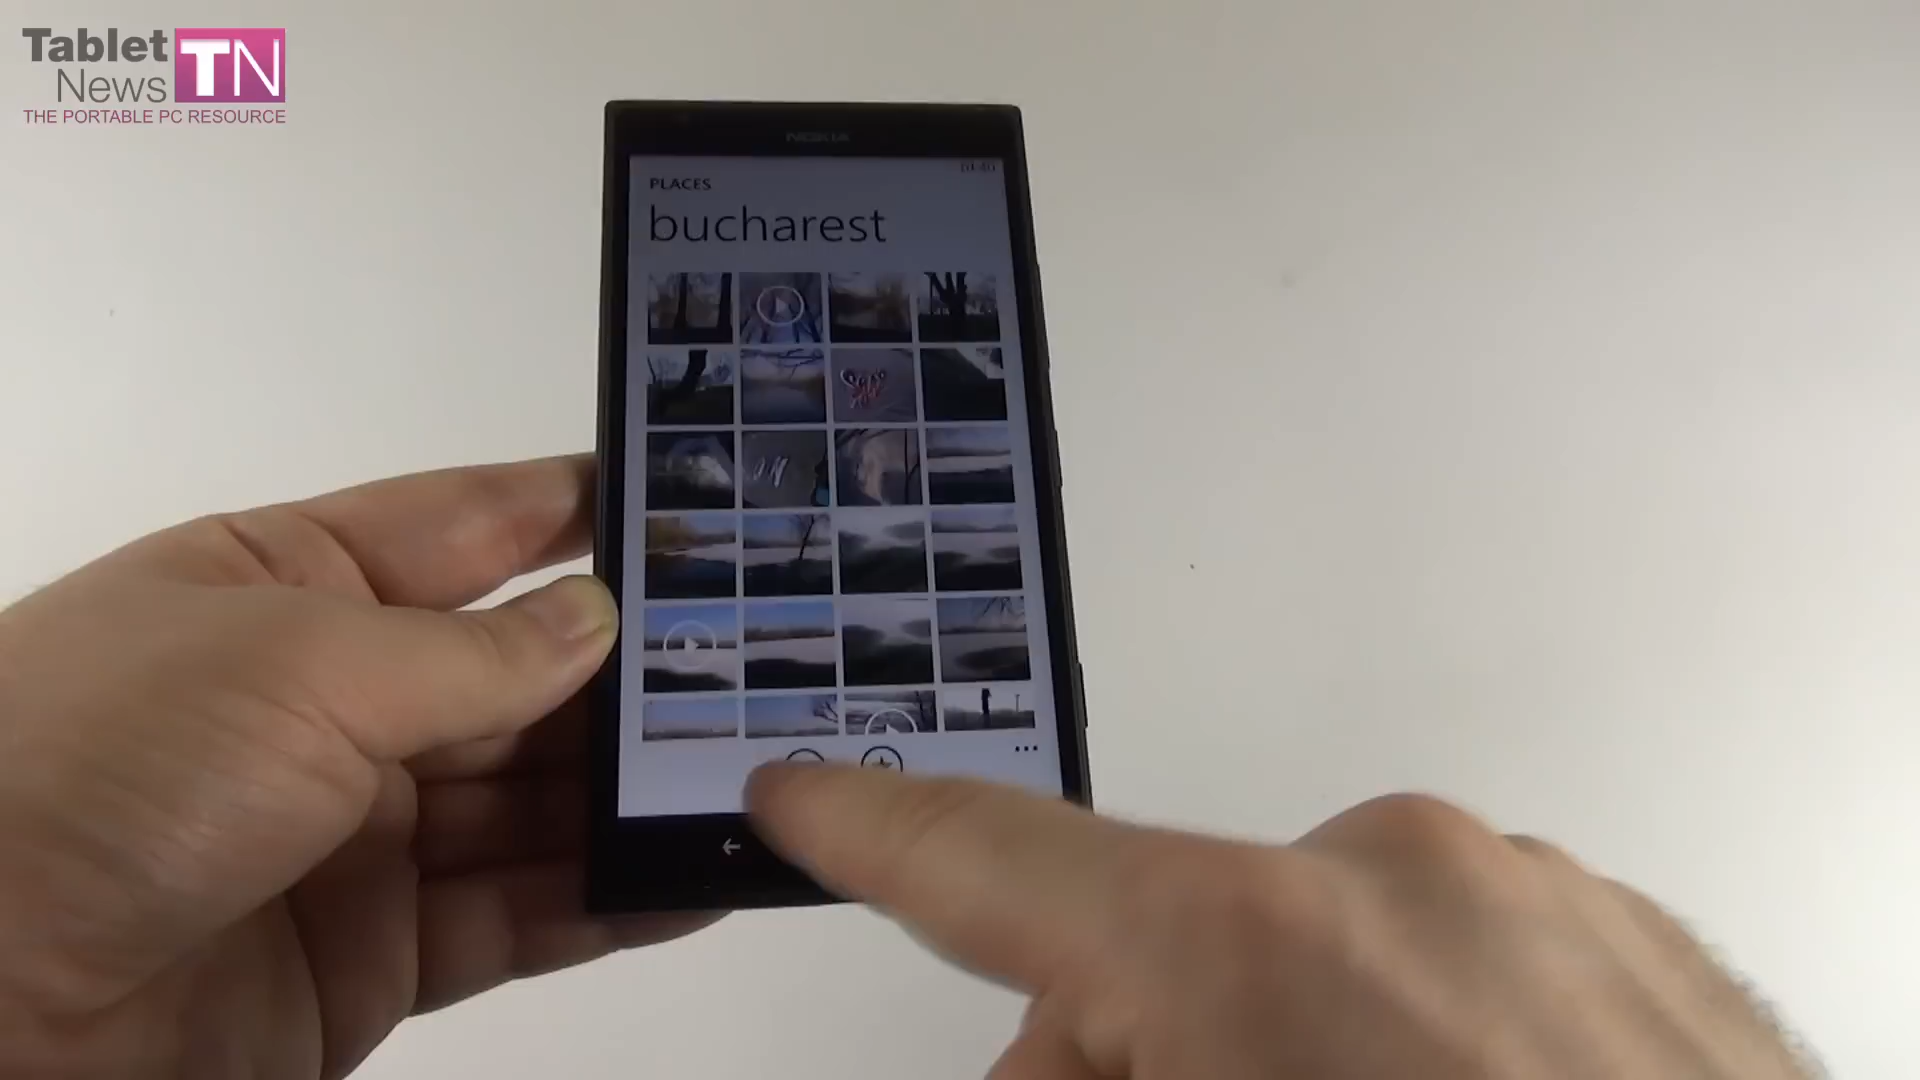 Tablet
News TN
THE PORTABLE PC RESOURCE
NOKIA
PLACES
bucharest